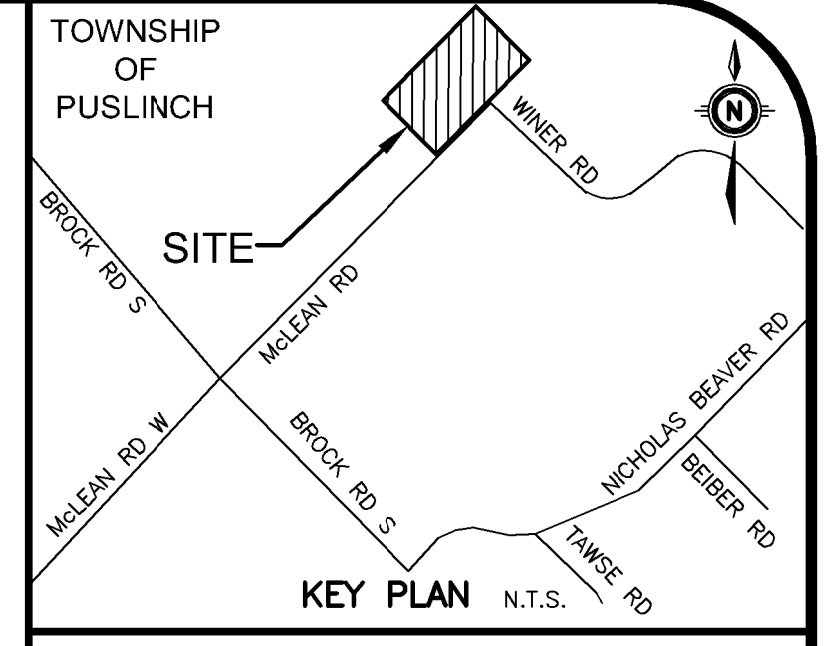 TOWNSHIP
OF
PUSLINCH
N
WINER RD
BROCK RD S
SITE
McLEAN RD
NICHOLAS BEAVER RD
McLEAN RD W
BROCK RD S
BEIBER RD
TAWSE RD
KEY PLAN N.T.S.